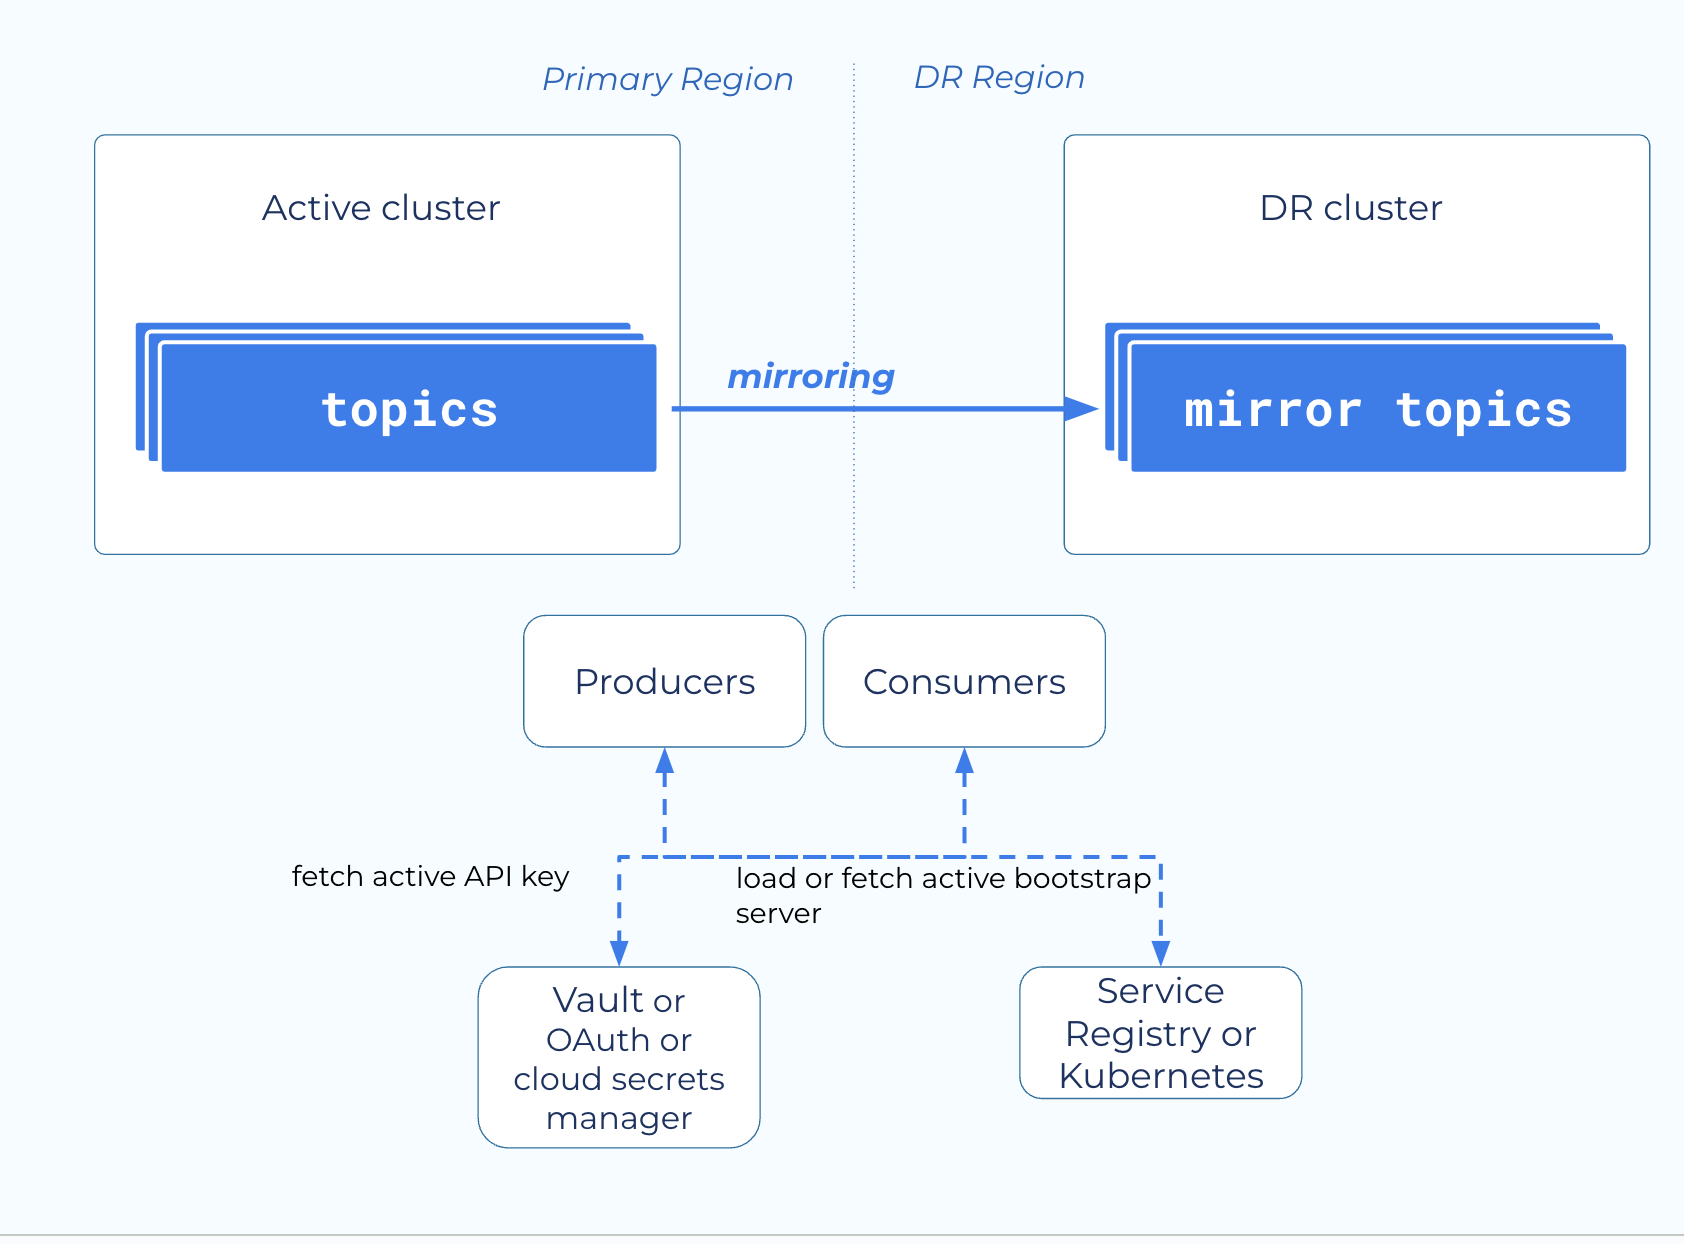 Primary Region
DR Region
Active cluster
DR cluster
topics
mirroring
mirror topics
Producers
Consumers
fetch active API key
load or fetch active bootstrap
server
Vault or
OAuth or
cloud secrets
manager
Service
Registry or
Kubernetes